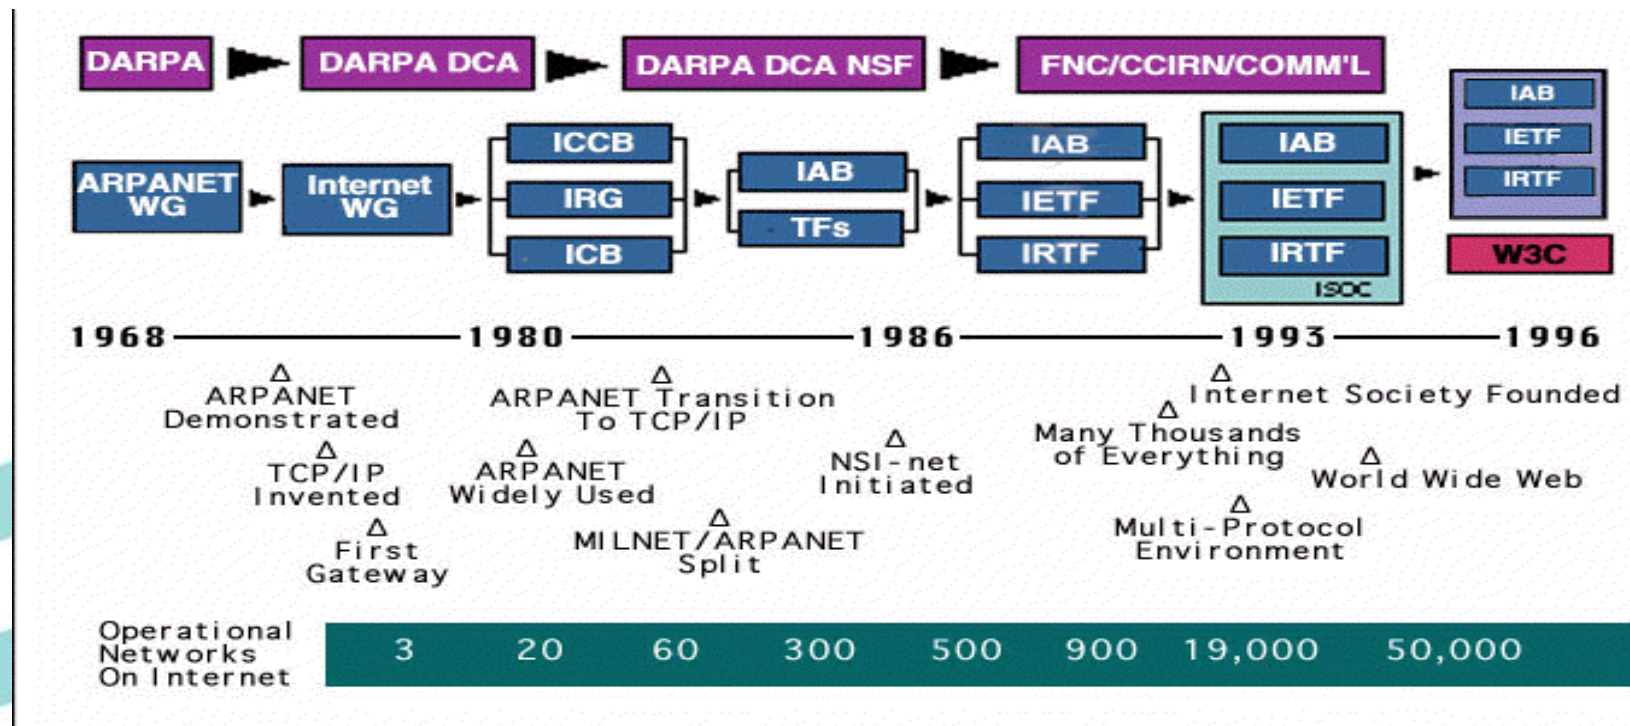 DARPA
DARPA DCA
DARPA DCA NSF
FNC/CCIRN/COMM'L
ARPANET
WG
Internet
WG
ICCB
IRG
ICB
IAB
TFs
IAB
IETF
IRTF
IAB
IETF
IRTF
ISOC
IAB
IETF
IRTF
W3C
1968
1980
1986
1993
1996
ARPANET
Demonstrated
TCP/IP
Invented
First
Gateway
ARPANET Transition
To TCP/IP
ARPANET
Widely Used
MILNET/ARPANET
Split
NSI-net
Initiated
Internet Society Founded
Many Thousands
of Everything
World Wide Web
Multi-Protocol
Environment
Operational
Networks
On Internet
3 20 60 300 500 900 19,000 50,000